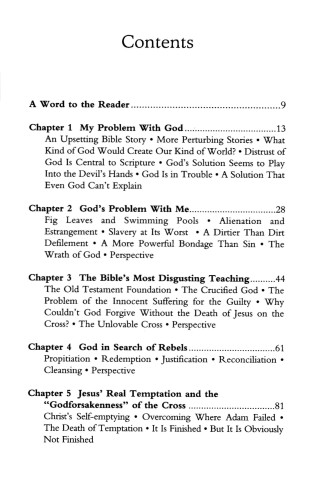 Contents
A Word to the Reader.....................................................9
Chapter 1 My Problem With God.................................13
An Upsetting Bible Story • More Perturbing Stories • What
Kind of God Would Create Our Kind of World? • Distrust of
God Is Central to Scripture • God's Solution Seems to Play
Into the Devil's Hands • God Is in Trouble • A Solution That
Even God Can't Explain
Chapter 2 God's Problem With Me...............................28
Fig Leaves and Swimming Pools • Alienation and
Estrangement • Slavery at Its Worst • A Dirtier Than Dirt
Defilement • A More Powerful Bondage Than Sin • The
Wrath of God • Perspective
Chapter 3 The Bible's Most Disgusting Teaching.........44
The Old Testament Foundation • The Crucified God • The
Problem of the Innocent Suffering for the Guilty • Why
Couldn't God Forgive Without the Death of Jesus on the
Cross? • The Unlovable Cross • Perspective
Chapter 4 God in Search of Rebels..............................61
Propitiation • Redemption • Justification • Reconciliation •
Cleansing • Perspective
Chapter 5 Jesus' Real Temptation and the
"Godforsakenness" of the Cross ..................................81
Christ's Self-emptying • Overcoming Where Adam Failed •
The Death of Temptation • It Is Finished • But It Is Obviously
Not Finished